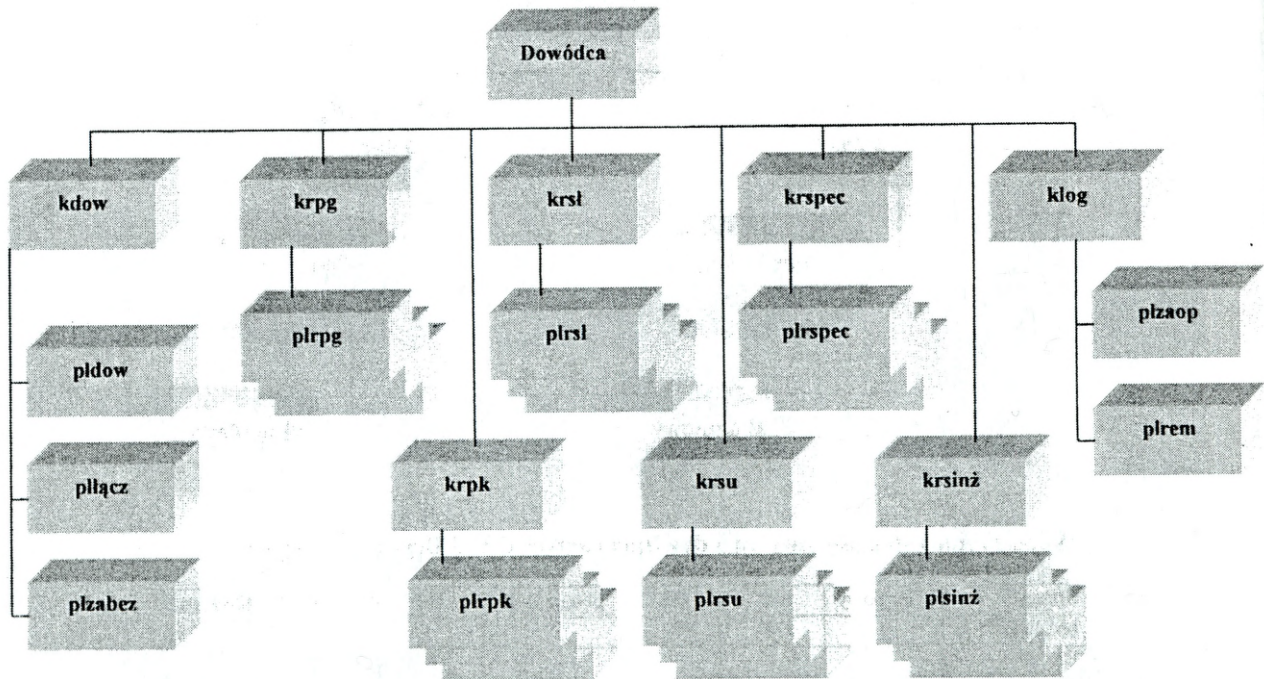 Dowódca
kdow
krpg
krsł
krspec
klog
plrpg
plrsł
plrspec
plzaop
pldow
plrem
plłącz
krpk
krsu
krsinż
plzabez
plrpk
plrsu
plsinż